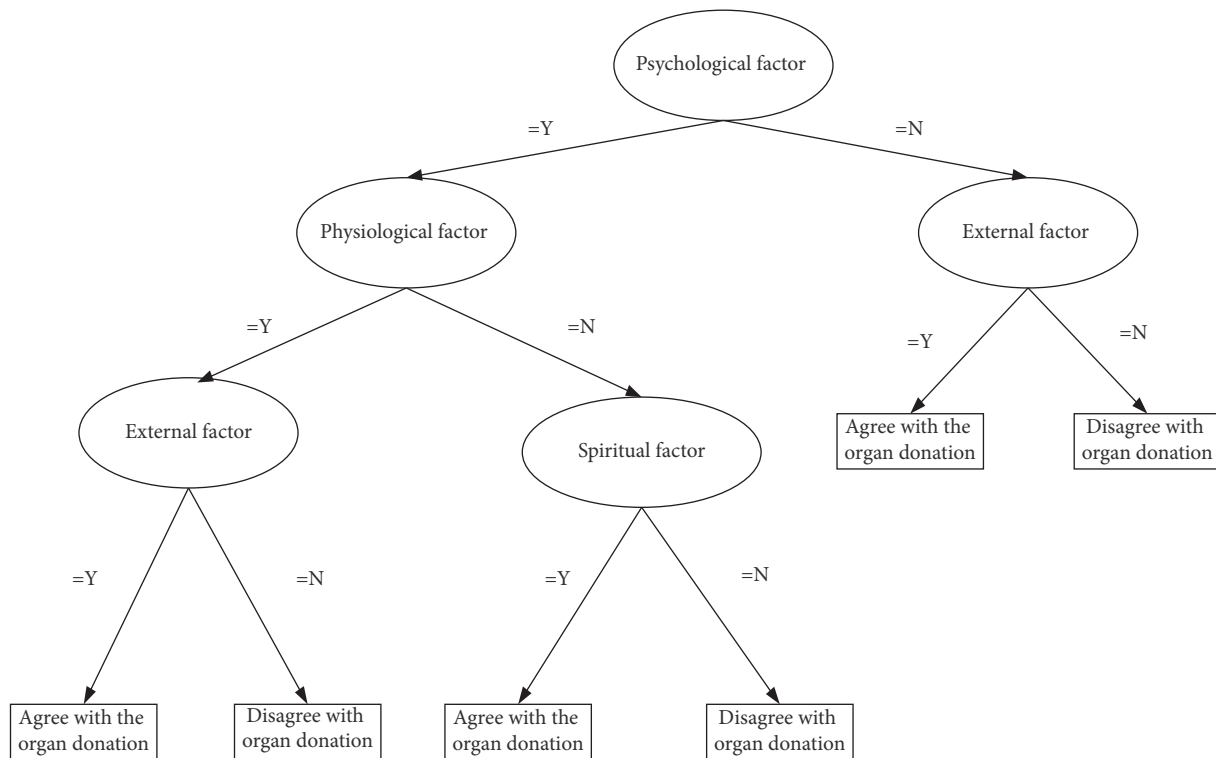 Psychological factor
=Y
=N
Physiological factor
External factor
=Y
=N
=Y
=N
External factor
Spiritual factor
Agree with the
organ donation
Disagree with
organ donation
=Y
=N
=Y
=N
Agree with the
organ donation
Disagree with
organ donation
Agree with the
organ donation
Disagree with
organ donation